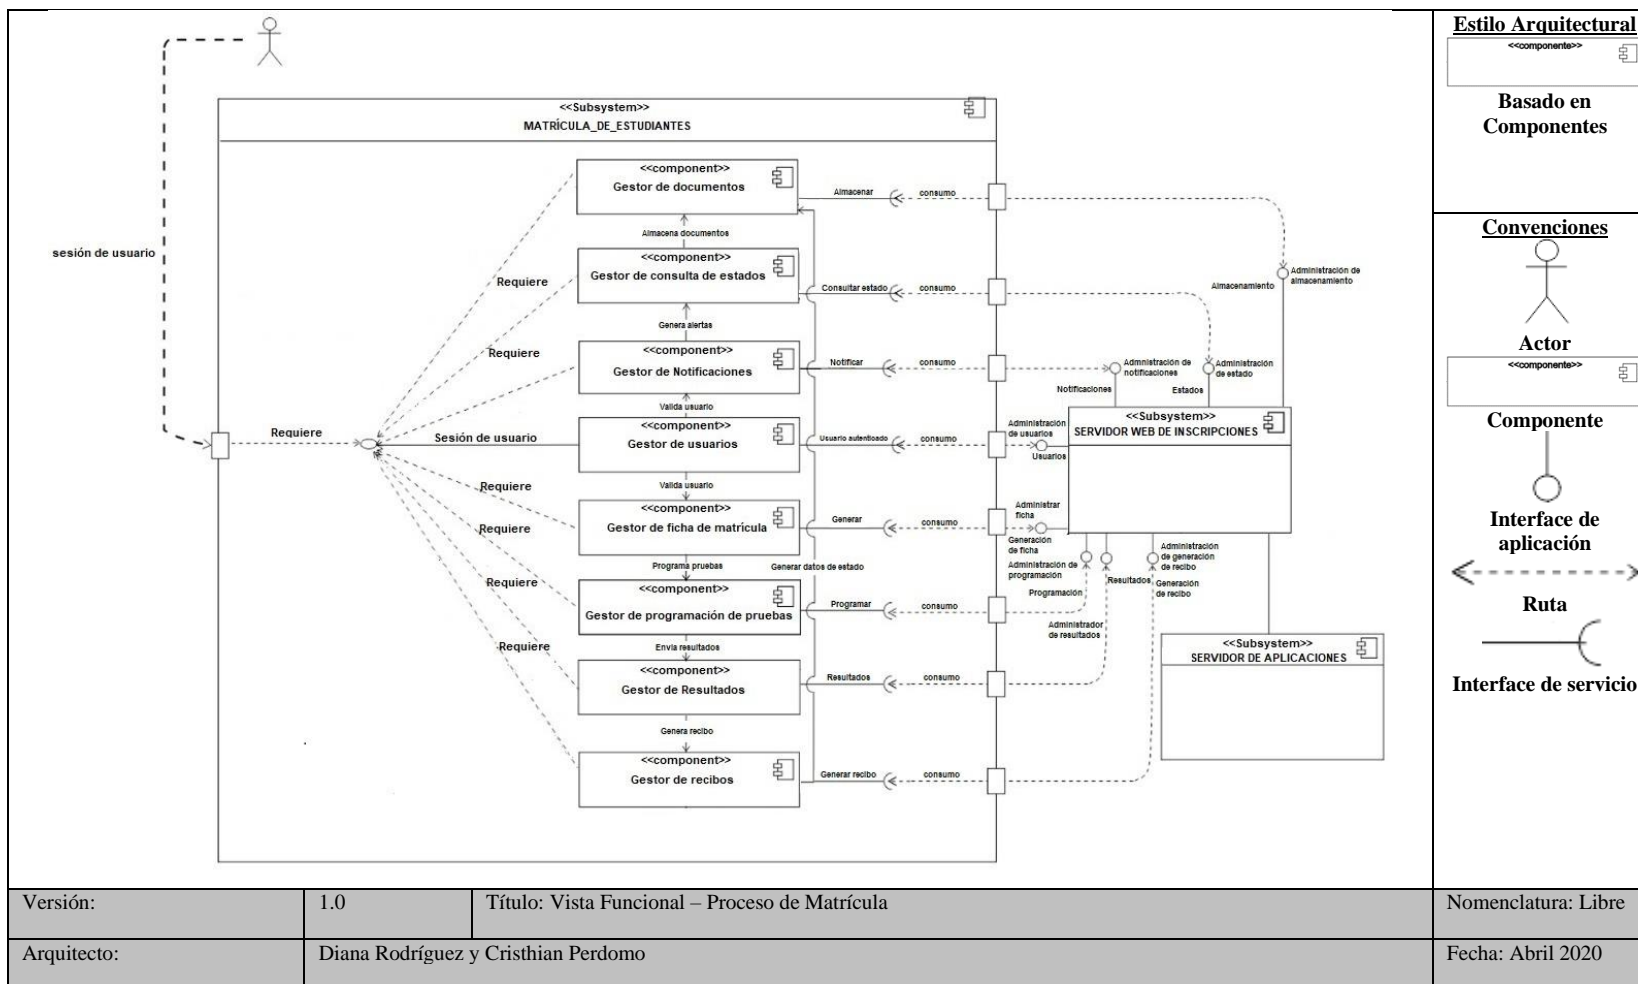 <<Subsystem>>
MATRÍCULA_DE_ESTUDIANTES
sesión de usuario
<<component>>
Gestor de documentos
Almacenar
consumo
Almacena documentos
<<component>>
Gestor de consulta de estados
Consultar estado
consumo
Requiere
Genera alertas
<<component>>
Gestor de Notificaciones
Notificar
consumo
Requiere
Valida usuario
<<component>>
Gestor de usuarios
Requiere
Sesión de usuario
Usuario autenticado
consumo
Valida usuario
Requiere
<<component>>
Gestor de ficha de matrícula
Generar
consumo
Requiere
Programa pruebas
Generar datos de estado
<<component>>
Gestor de programación de pruebas
Programar
consumo
Requiere
Envia resultados
Requiere
<<component>>
Gestor de Resultados
Resultados
consumo
Genera recibo
<<component>>
Gestor de recibos
Generar recibo
consumo
Administración de
almacenamiento
Almacenamiento
Administración de
notificaciones
Notificaciones
Administración
de estado
Estados
<<Subsystem>>
SERVIDOR WEB DE INSCRIPCIONES
Administración
de usuarios
Usuarios
Administrar
ficha
Generación
de ficha
Administración de
programación
Programación
Resultados
Administrador
de resultados
Administración
de generación
de recibo
Generación
de recibo
<<Subsystem>>
SERVIDOR DE APLICACIONES
Estilo Arquitectural
<<componente>>
Basado en
Componentes
Convenciones
Actor
<<componente>>
Componente
Interface de
aplicación
Ruta
Interface de servicio
Versión:
1.0
Título: Vista Funcional – Proceso de Matrícula
Nomenclatura: Libre
Arquitecto:
Diana Rodríguez y Cristhian Perdomo
Fecha: Abril 2020